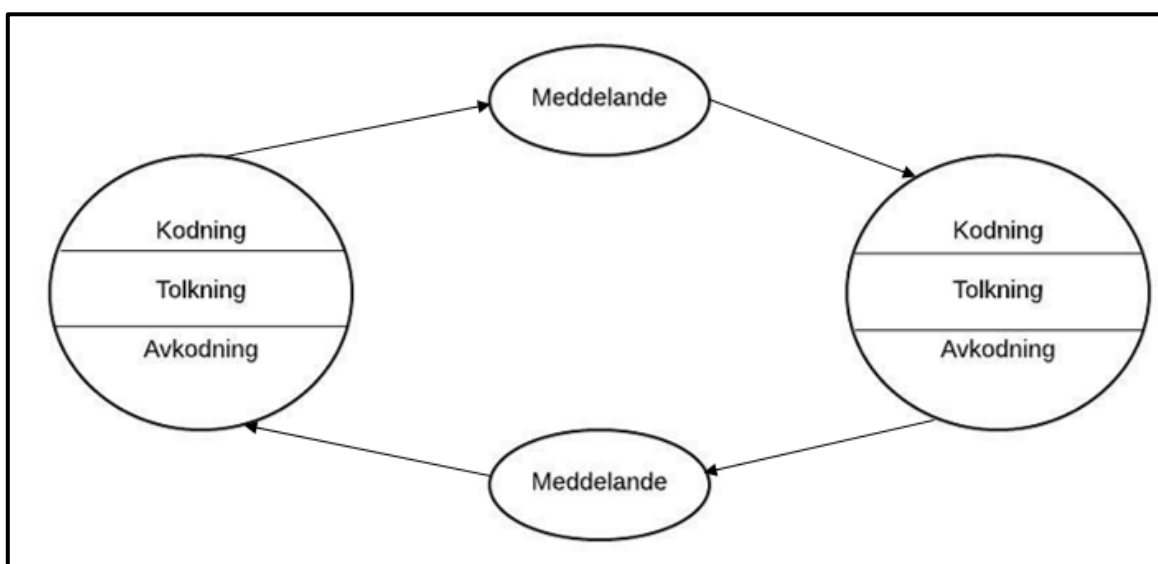 Meddelande
Kodning
Tolkning
Avkodning
Kodning
Tolkning
Avkodning
Meddelande